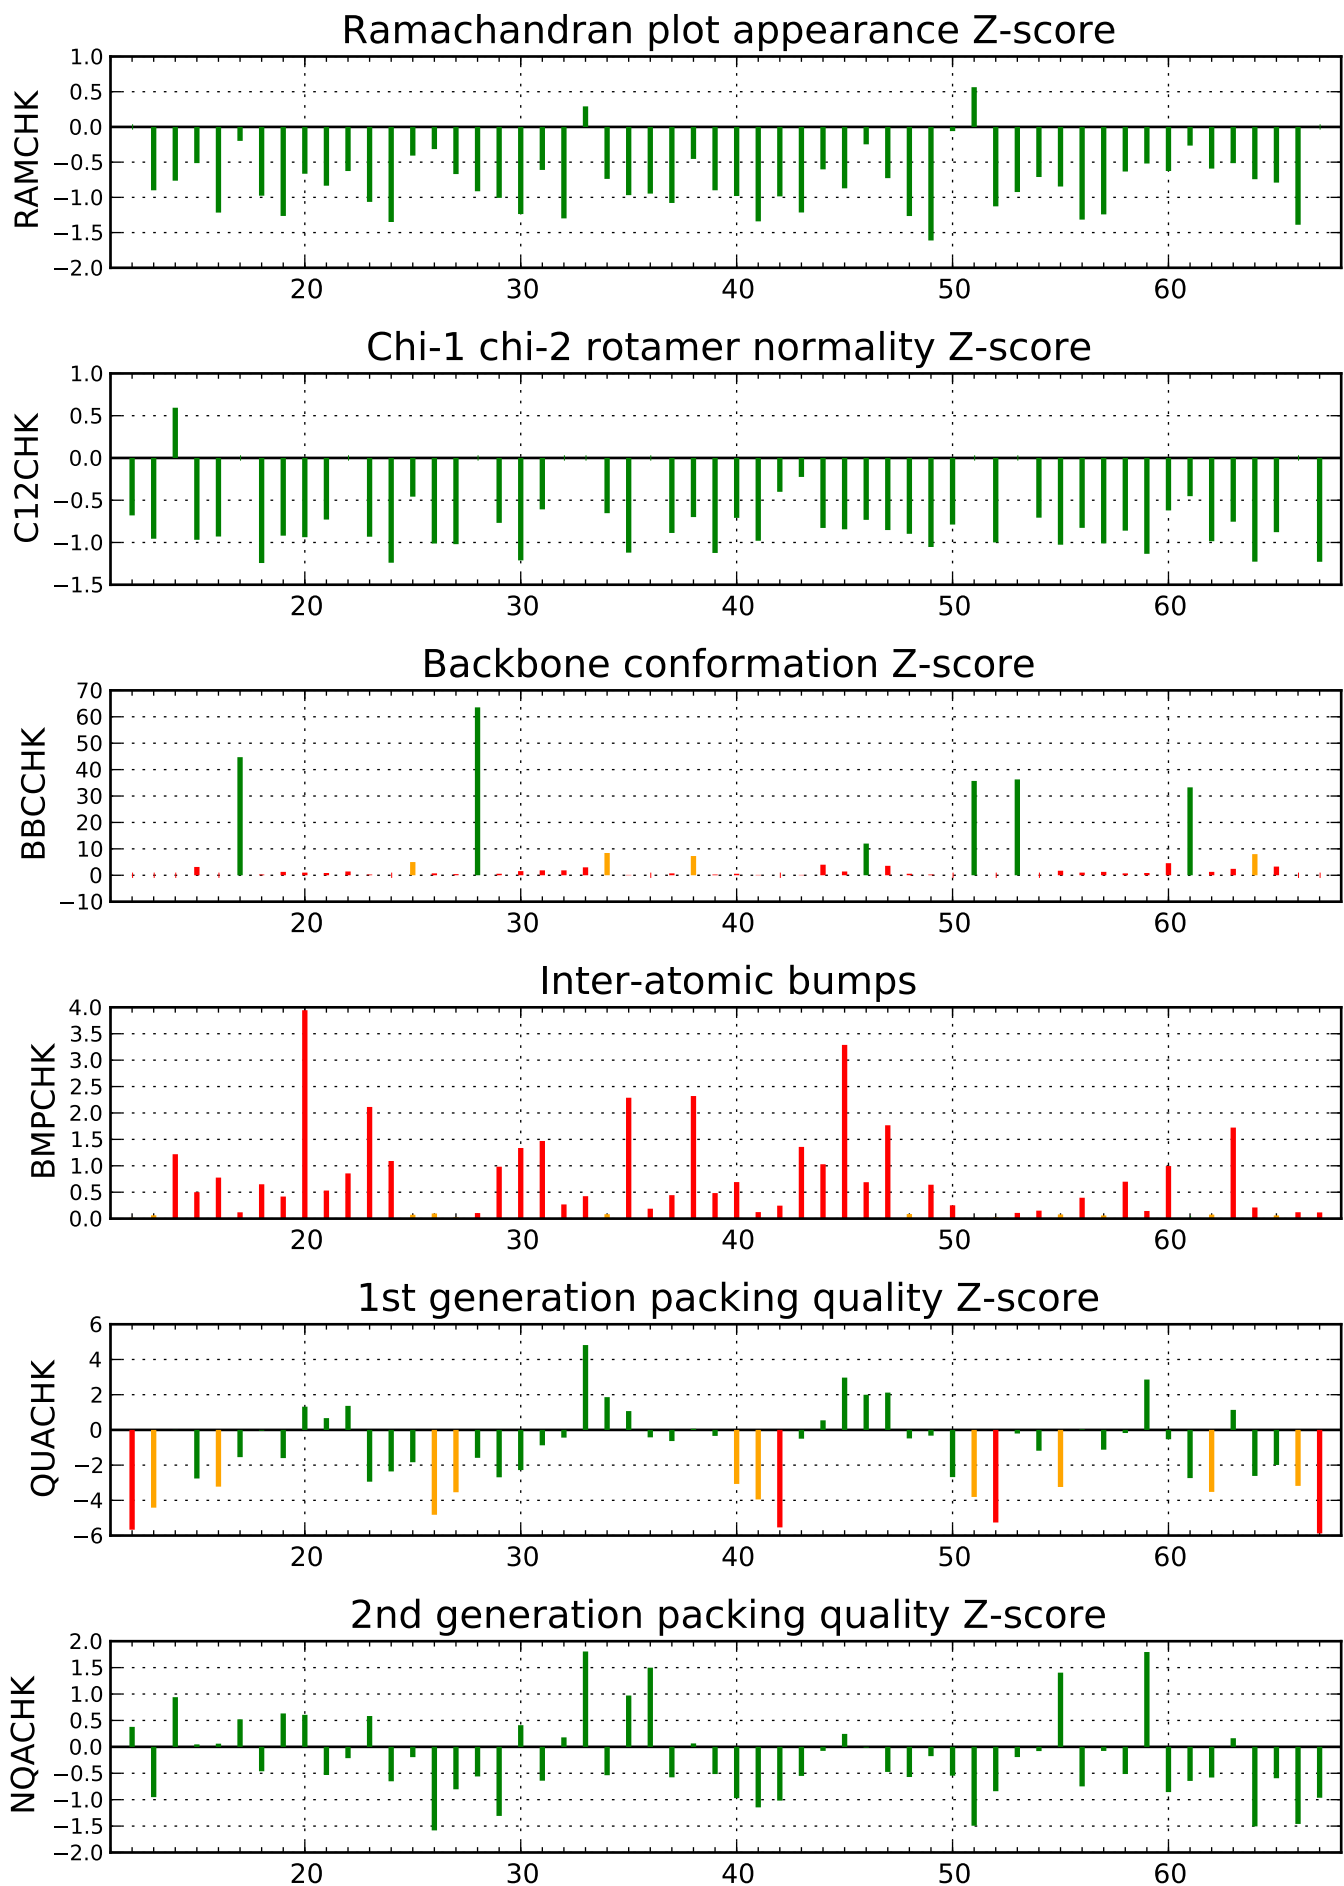 Ramachandran plot appearance Z-score
RAMCHK
1.0
0.5
0.0
−0.5
−1.0
−1.5
−2.0
20 30 40 50 60
Chi-1 chi-2 rotamer normality Z-score
C12CHK
1.0
0.5
0.0
−0.5
−1.0
−1.5
20 30 40 50 60
Backbone conformation Z-score
BBCCHK
70
60
50
40
30
20
10
0
−10
20 30 40 50 60
Inter-atomic bumps
BMPCHK
4.0
3.5
3.0
2.5
2.0
1.5
1.0
0.5
0.0
20 30 40 50 60
1st generation packing quality Z-score
QUACHK
6
4
2
0
−2
−4
−6
20 30 40 50 60
2nd generation packing quality Z-score
NQACHK
2.0
1.5
1.0
0.5
0.0
−0.5
−1.0
−1.5
−2.0
20 30 40 50 60